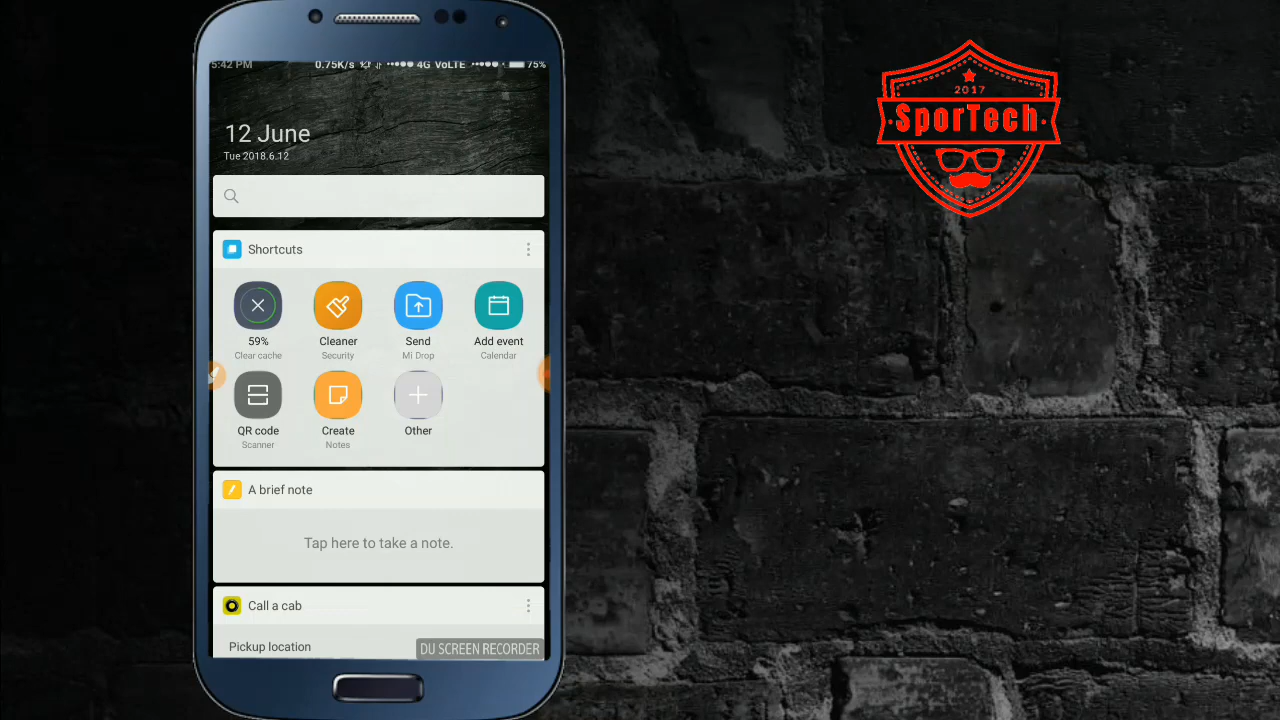 5:42 PM 0.75K/s 4G VoLTE 75%
12 June
Tue 2018.6.12
Shortcuts
59% Cleaner Send Add event
Clear cache Security Mi Drop Calendar
QR code Create Other
Scanner Notes
A brief note
Tap here to take a note.
Call a cab
Pickup location
DU SCREEN RECORDER
2017
SporTech